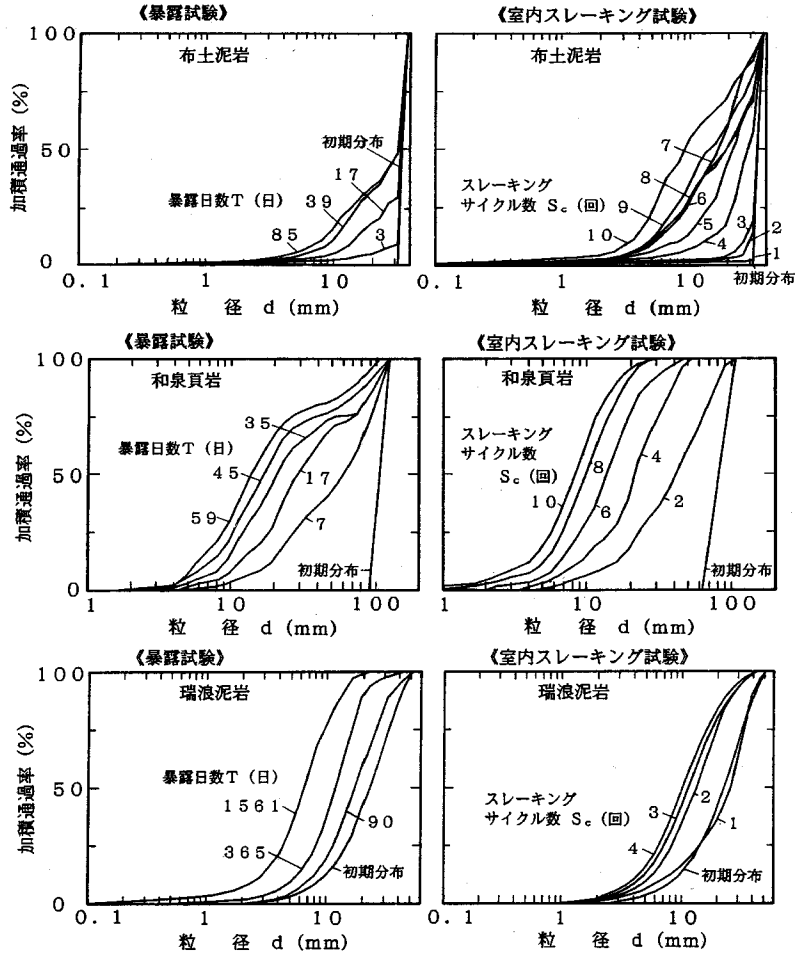 《暴露試験》
《室内スレーキング試験》
100
50
0
加積通過率 (%)
布土泥岩
初期分布
暴露日数T (日)
17
39
85
3
0.1
1
10
粒 径 d (mm)
布土泥岩
スレーキング
サイクル数 Sc (回)
7
8
6
9
5
10
4
3
2
1
初期分布
0.1
1
10
粒 径 d (mm)
《暴露試験》
《室内スレーキング試験》
100
50
0
加積通過率 (%)
和泉頁岩
暴露日数T (日)
35
45
17
59
7
初期分布
1
10
100
粒 径 d (mm)
和泉頁岩
スレーキング
サイクル数
Sc (回)
8
4
10
6
2
初期分布
1
10
100
粒 径 d (mm)
《暴露試験》
《室内スレーキング試験》
100
50
0
加積通過率 (%)
瑞浪泥岩
暴露日数T (日)
1561
90
365
初期分布
0.1
1
10
粒 径 d (mm)
瑞浪泥岩
スレーキング
サイクル数 Sc (回)
3
2
1
4
初期分布
0.1
1
10
粒 径 d (mm)